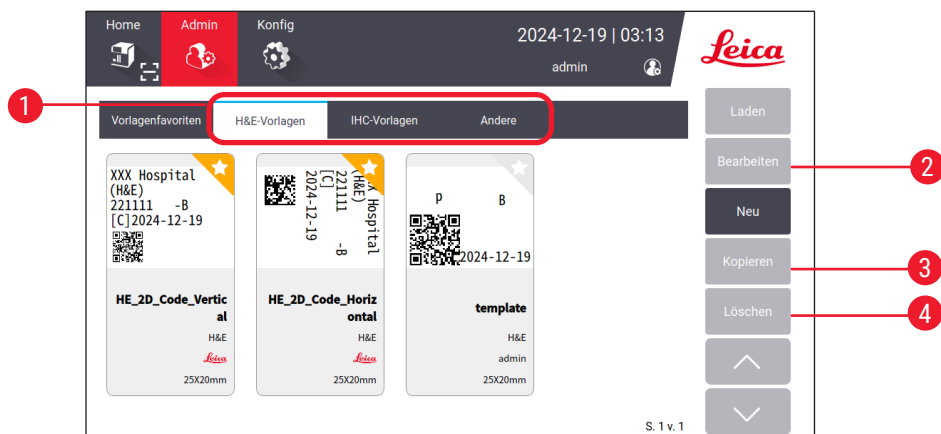 Home
Admin
Konfig
2024-12-19 | 03:13
admin
Leica
1
Vorlagenfavoriten
H&E-Vorlagen
IHC-Vorlagen
Andere
Laden
Bearbeiten
2
Neu
Kopieren
3
Löschen
4
XXX Hospital
(H&E)
221111 -B
[C]2024-12-19
HE_2D_Code_Vertic
al
H&E
Leica
25X20mm
Hospital
(H&E)
221111 -B
[C]
2024-12-19
HE_2D_Code_Horiz
ontal
H&E
Leica
25X20mm
p B
2024-12-19
template
H&E
admin
25X20mm
S. 1 v. 1